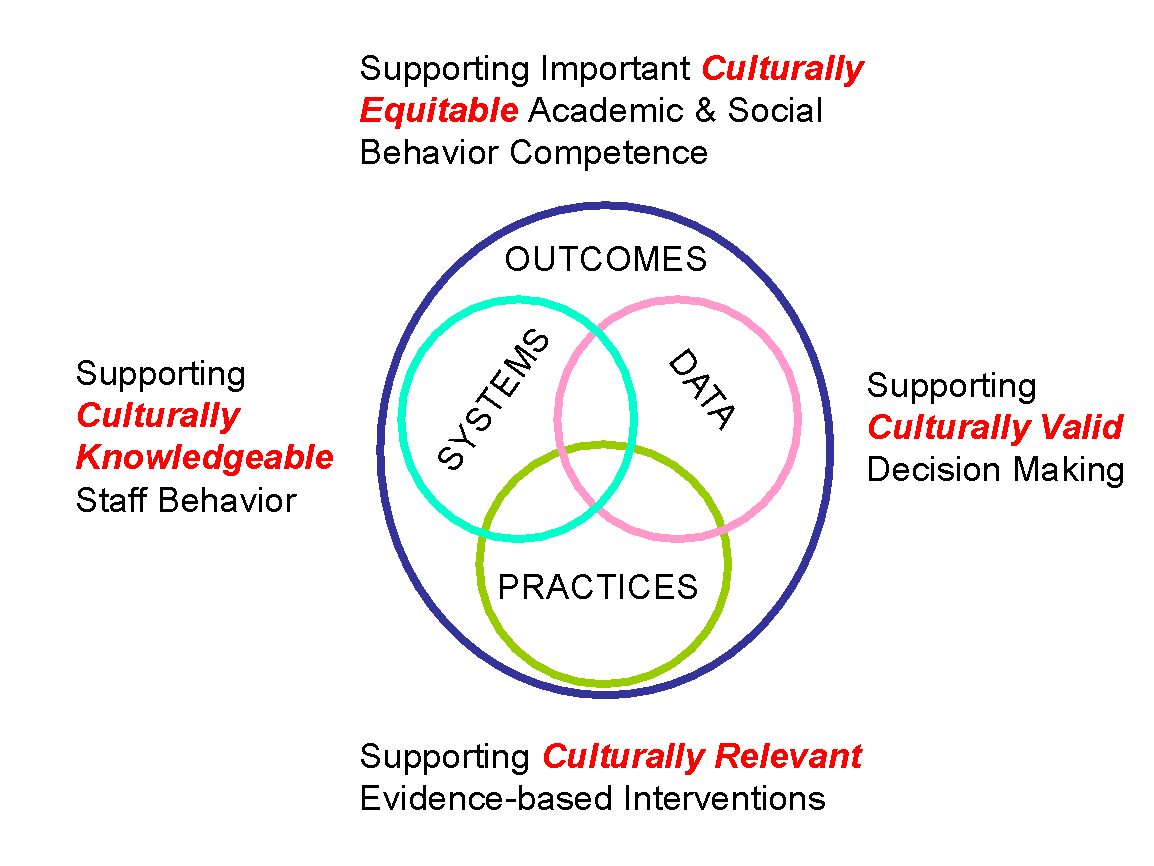 Supporting Important Culturally
Equitable Academic & Social
Behavior Competence
OUTCOMES
SYSTEMS
DATA
Supporting
Culturally
Knowledgeable
Staff Behavior
Supporting
Culturally Valid
Decision Making
PRACTICES
Supporting Culturally Relevant
Evidence-based Interventions